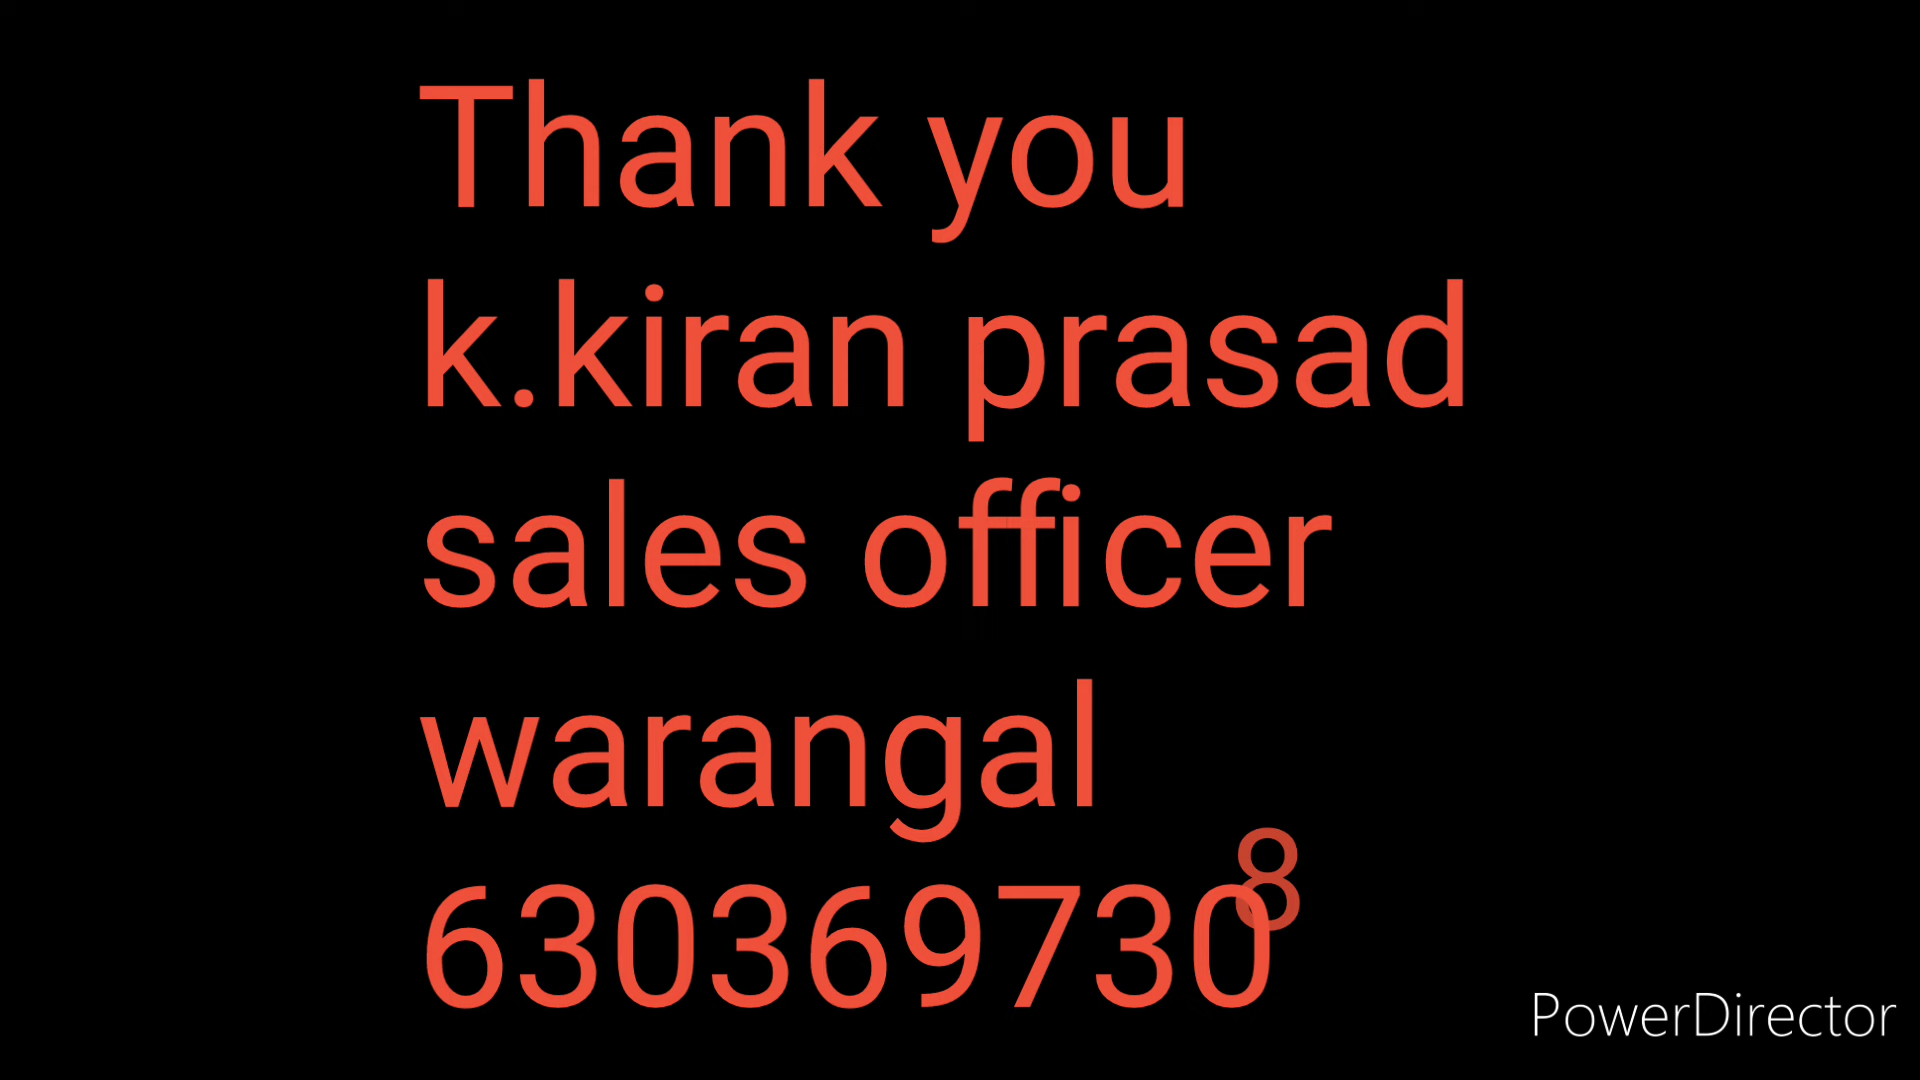 Thank you
k.kiran prasad
sales officer
warangal
6303697308
PowerDirector